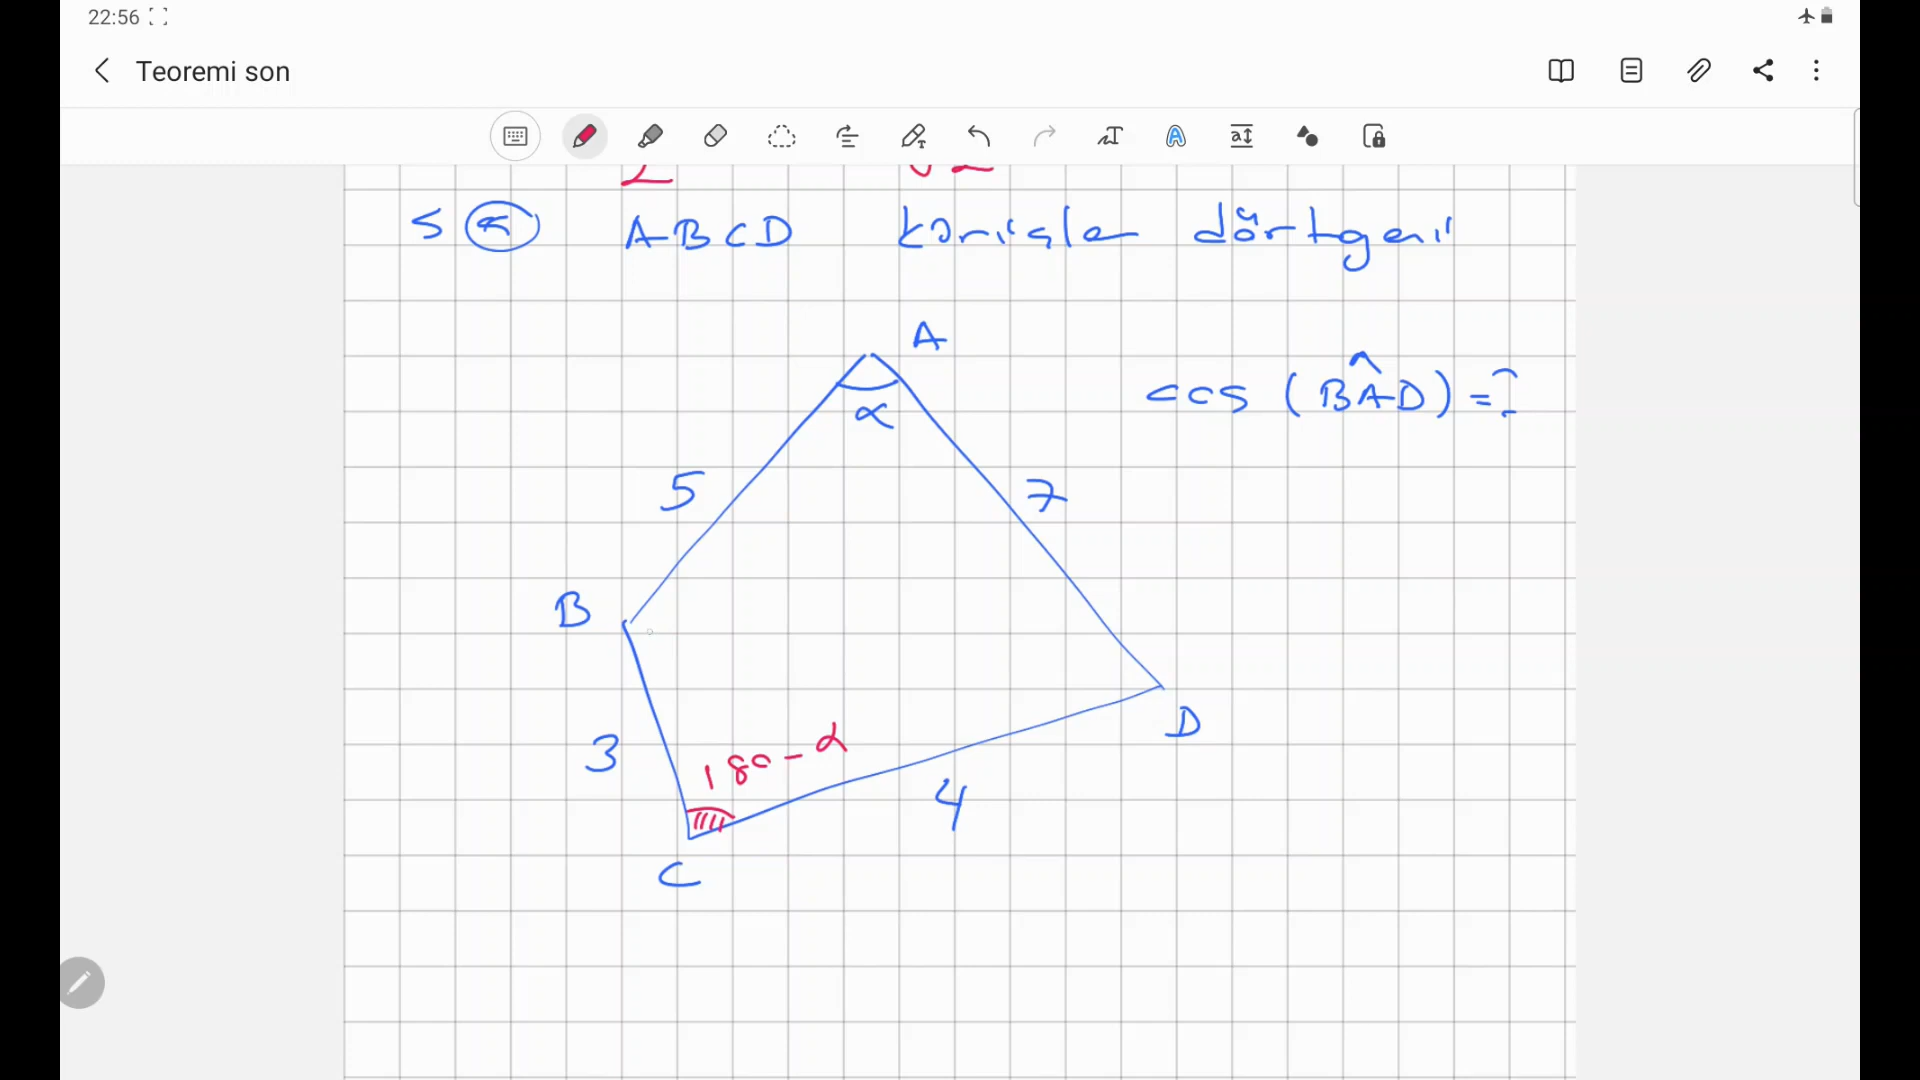 22:56
Teoremi son
S 5 ABCD kirişler dörtgeni
A
cos (BÂD) = ?
α
5 7
B
D
180 - α
3
4
C